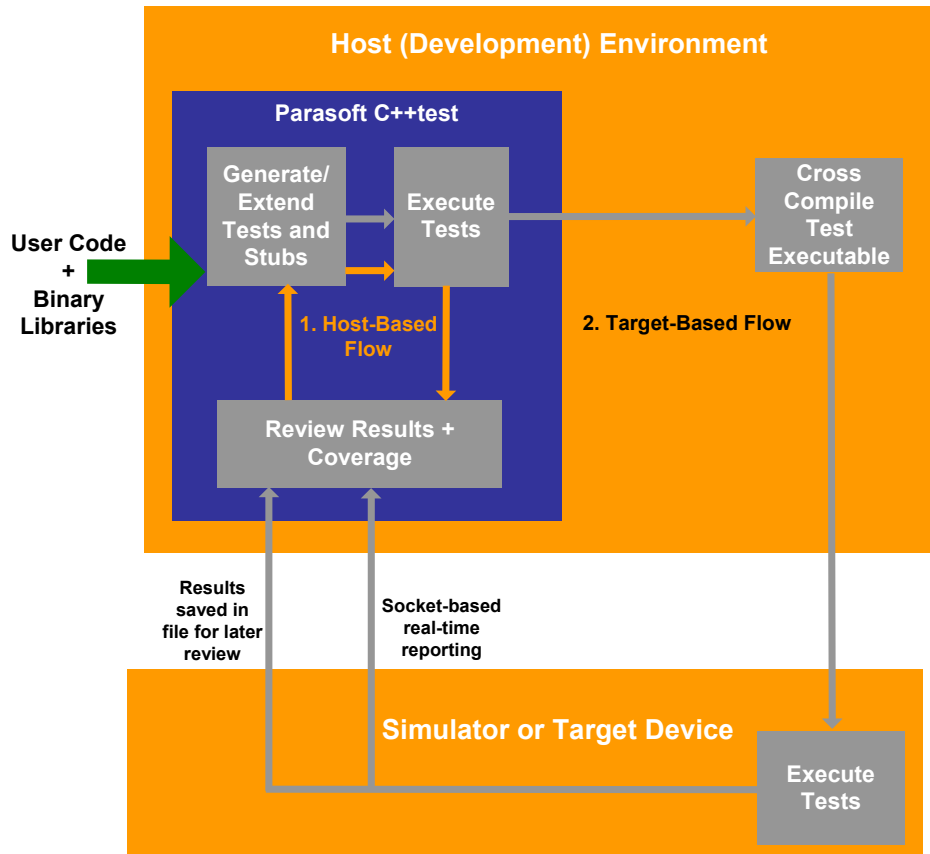 Host (Development) Environment
Parasoft C++test
Generate/
Extend
Tests and
Stubs
Execute
Tests
Cross
Compile
Test
Executable
User Code
+
Binary
Libraries
1. Host-Based
Flow
2. Target-Based Flow
Review Results +
Coverage
Results
saved in
file for later
review
Socket-based
real-time
reporting
Simulator or Target Device
Execute
Tests